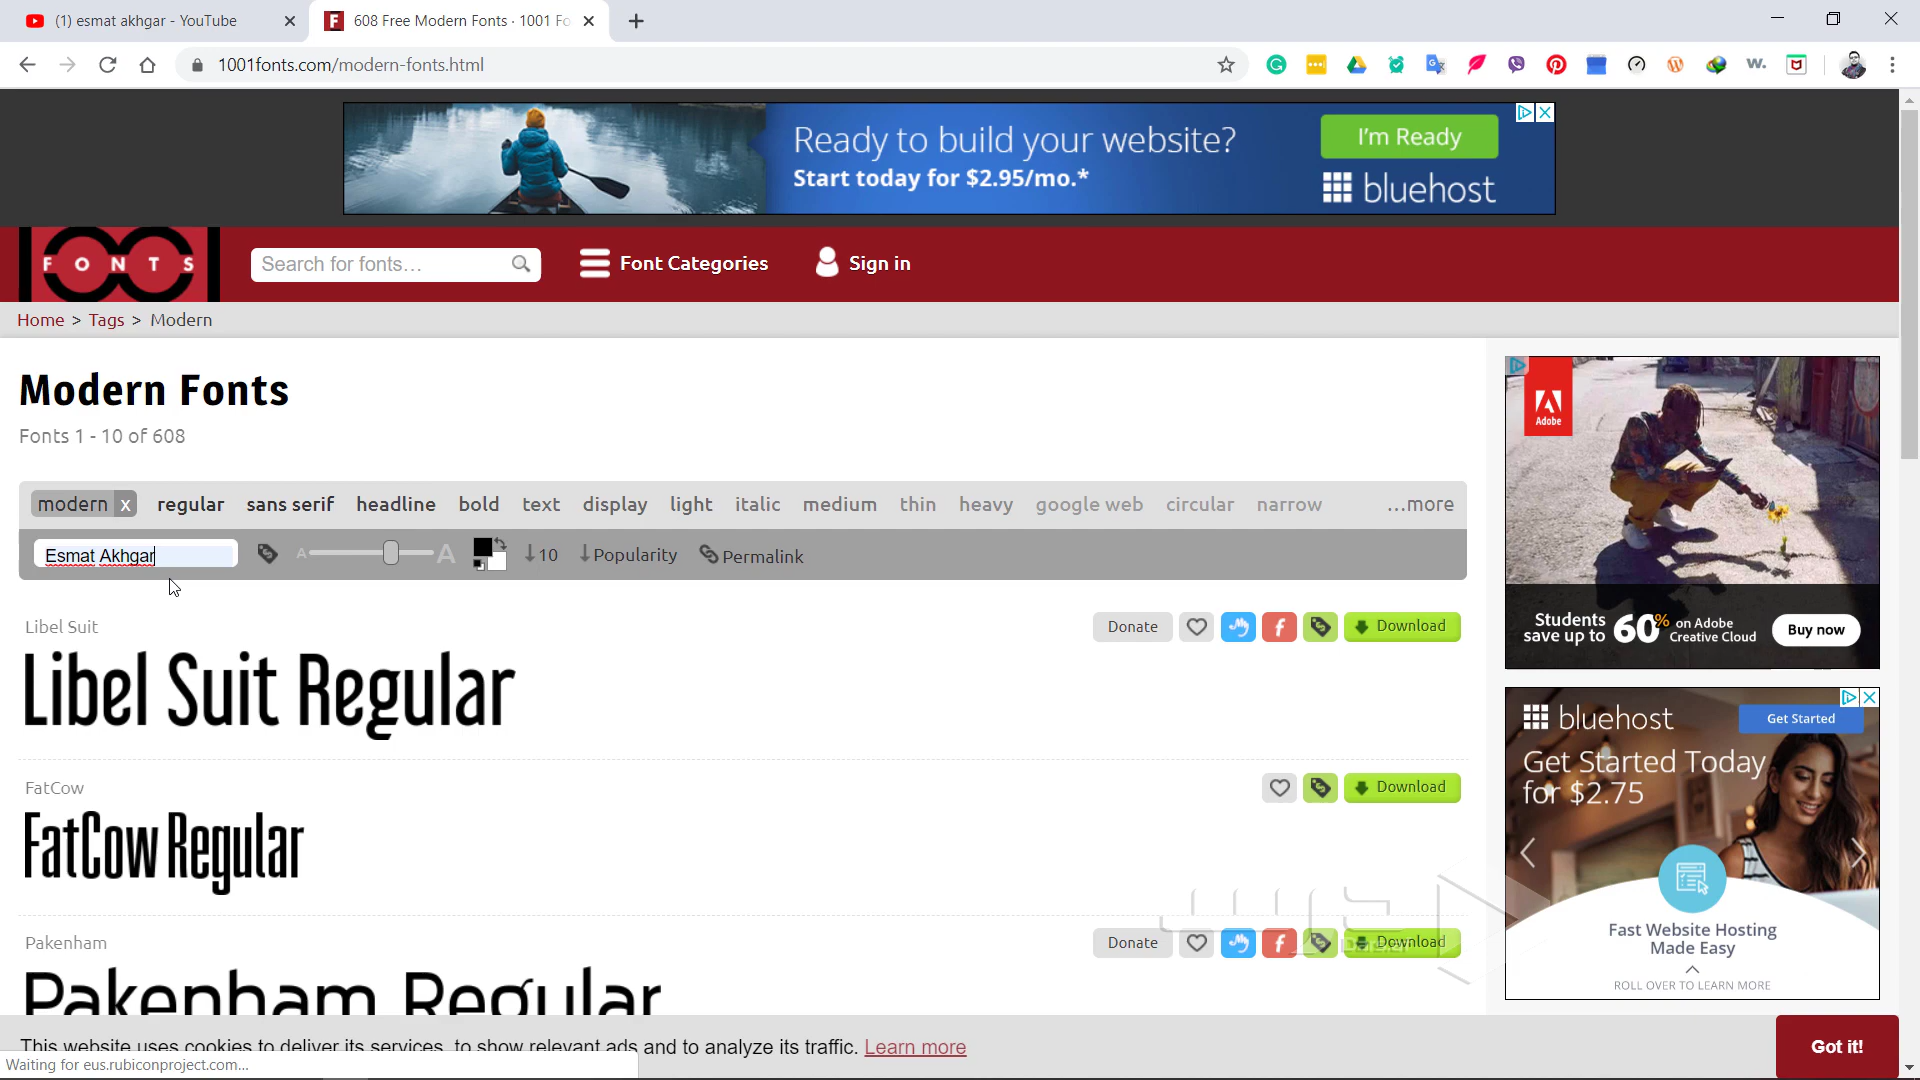 (1) esmat akhgar - YouTube
608 Free Modern Fonts · 1001 Fo
1001fonts.com/modern-fonts.html
Ready to build your website?
Start today for $2.95/mo.*
I'm Ready
bluehost
FONTS
Search for fonts...
Font Categories
Sign in
Home > Tags > Modern
Modern Fonts
Fonts 1 - 10 of 608
modern x regular sans serif headline bold text display light italic medium thin heavy google web circular narrow ...more
Esmat Akhgar
A A 10 Popularity Permalink
Libel Suit
Donate
Download
Libel Suit Regular
FatCow
Download
FatCow Regular
Pakenham
Donate
Download
Pakenham Regular
Adobe
Students save up to 60% on Adobe Creative Cloud
Buy now
bluehost
Get Started
Get Started Today
for $2.75
Fast Website Hosting
Made Easy
ROLL OVER TO LEARN MORE
This website uses cookies to deliver its services, to show relevant ads and to analyze its traffic. Learn more
Got it!
Waiting for eus.rubiconproject.com...